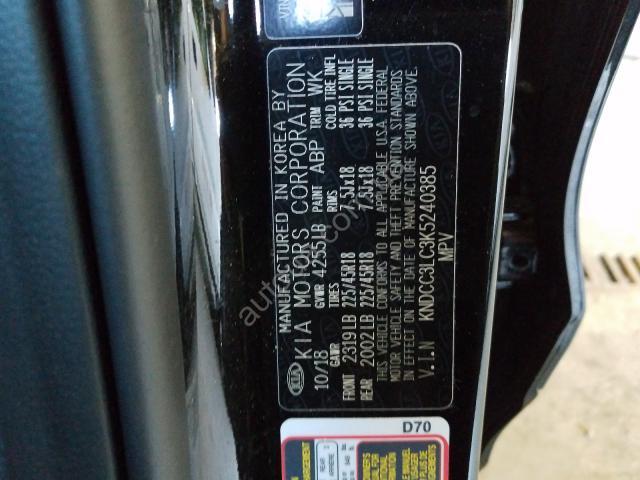 MANUFACTURED IN KOREA BY
KIA MOTORS CORPORATION
10/18 GVWR 4255LB PAINT ABP TRIM WK
GAWR TIRES RIMS COLD TIRE INFL
FRONT 2319LB 225/45R18 7.5Jx18 36 PSI SINGLE
REAR 2002LB 225/45R18 7.5Jx18 36 PSI SINGLE
THIS VEHICLE CONFORMS TO ALL APPLICABLE U.S.A. FEDERAL
MOTOR VEHICLE SAFETY AND THEFT PREVENTION STANDARDS
IN EFFECT ON THE DATE OF MANUFACTURE SHOWN ABOVE.
V.I.N KNDCC3LC3K5240385
MPV
KIA
D70
VIN
REAR